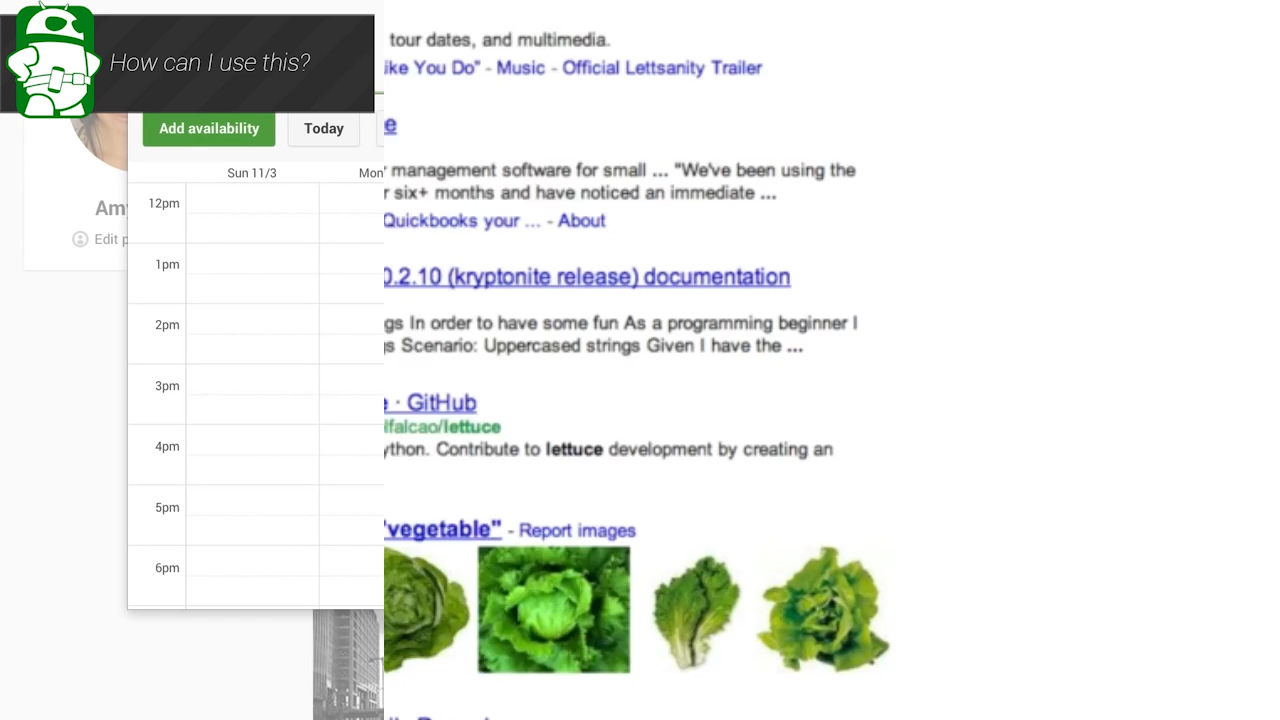 How can I use this?
Add availability
Today
Sun 11/3
Mon
12pm
1pm
2pm
3pm
4pm
5pm
6pm
Amy
Edit
tour dates, and multimedia.
ike You Do" - Music - Official Lettsanity Trailer
e
management software for small ... "We've been using the
r six+ months and have noticed an immediate ...
Quickbooks your ... - About
0.2.10 (kryptonite release) documentation
gs In order to have some fun As a programming beginner I
s Scenario: Uppercased strings Given I have the ...
e · GitHub
lfalcao/lettuce
ython. Contribute to lettuce development by creating an
"vegetable" - Report images